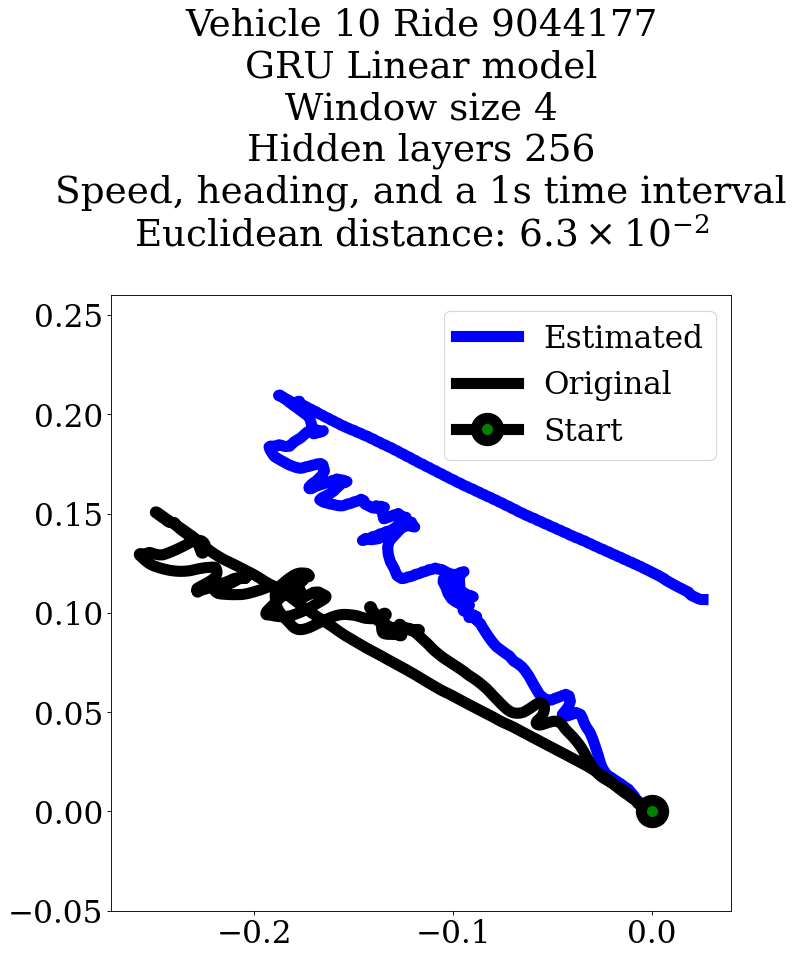 Vehicle 10 Ride 9044177
GRU Linear model
Window size 4
Hidden layers 256
Speed, heading, and a 1s time interval
Euclidean distance: 6.3 × 10⁻²
Estimated
Original
Start
0.25
0.20
0.15
0.10
0.05
0.00
−0.05
−0.2
−0.1
0.0